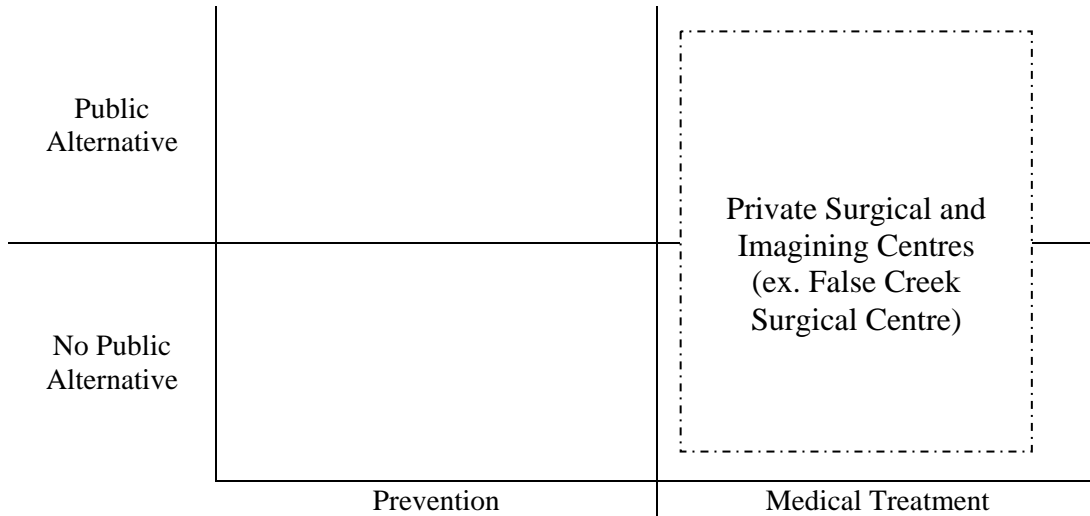 Public
Alternative
Private Surgical and
Imagining Centres
(ex. False Creek
Surgical Centre)
No Public
Alternative
Prevention
Medical Treatment